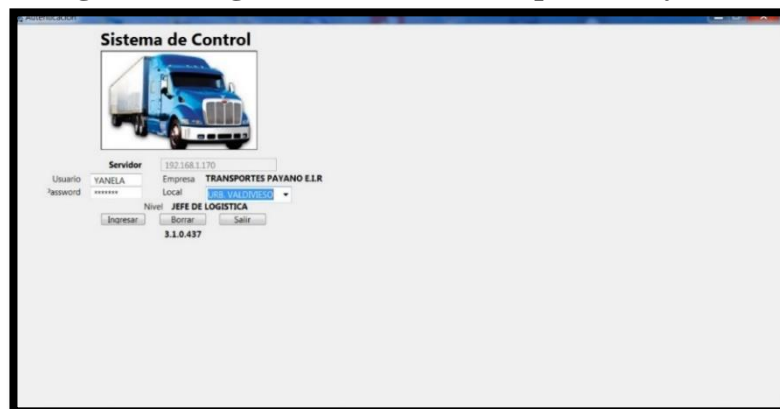 Autenticación
Sistema de Control
Servidor 192.168.1.170
Usuario YANELA Empresa TRANSPORTES PAYANO E.I.R
Password ******* Local URB. VALDIVIESO
Nivel JEFE DE LOGISTICA
Ingresar Borrar Salir
3.1.0.437